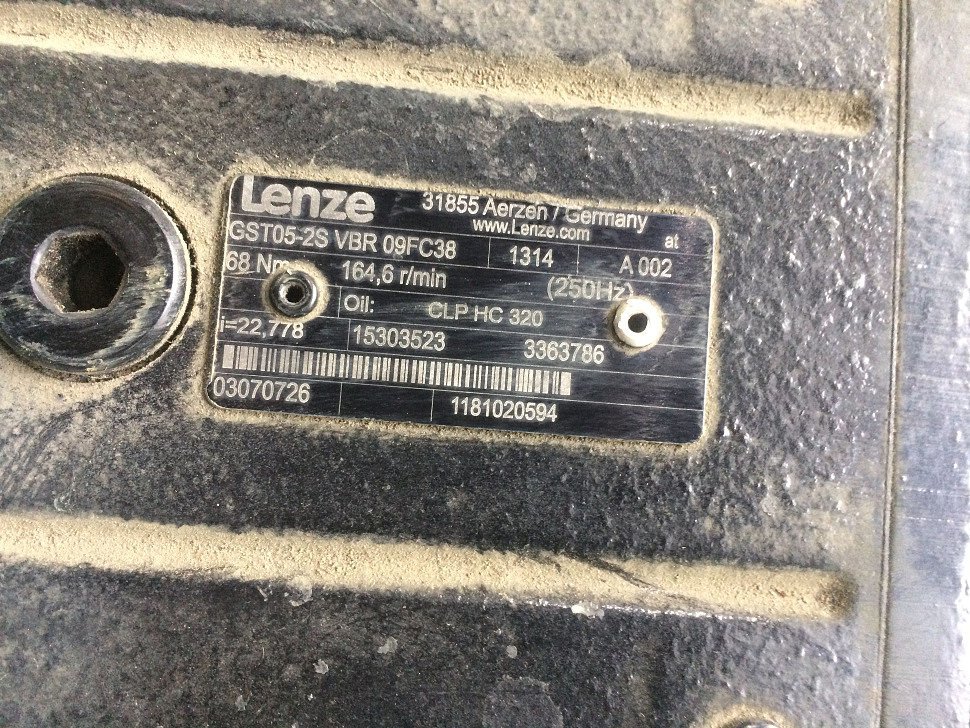 Lenze 31855 Aerzen / Germany
www.Lenze.com at
GST05-2S VBR 09FC38 1314 A 002
68 Nm 164,6 r/min (250Hz)
Oil: CLP HC 320
i=22,778 15303523 3363786
03070726 1181020594